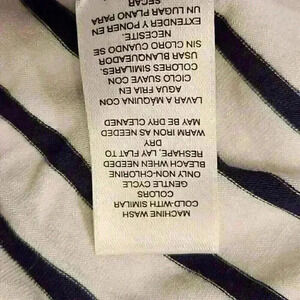 MACHINE WASH
COLD-WITH SIMILAR
COLORS
GENTLE CYCLE
ONLY NON-CHLORINE
BLEACH WHEN NEEDED
RESHAPE, LAY FLAT TO
DRY
WARM IRON AS NEEDED
MAY BE DRY CLEANED
LAVAR A MÁQUINA CON
AGUA FRIA EN
CICLO SUAVE CON
COLORES SIMILARES.
USAR BLANQUEADOR
SIN CLORO CUANDO SE
NECESITE.
EXTENDER Y PONER EN
UN LUGAR PLANO PARA
SECAR